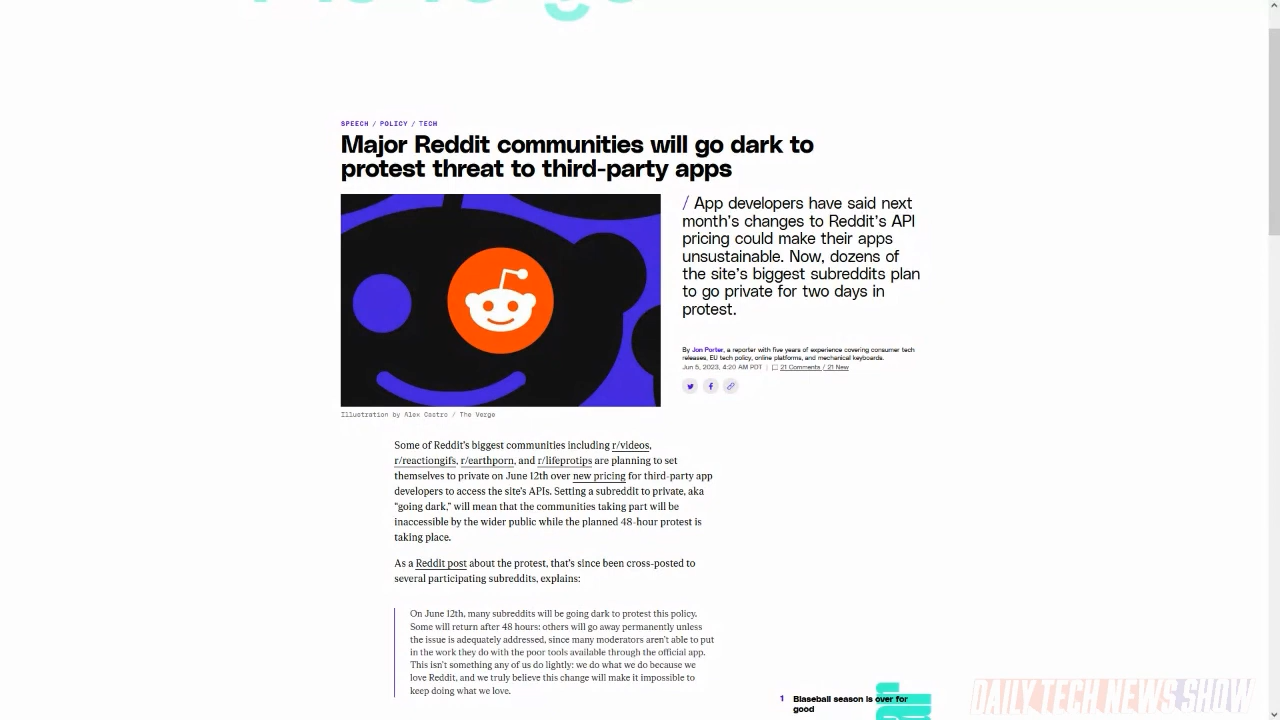 SPEECH / POLICY / TECH
Major Reddit communities will go dark to
protest threat to third-party apps
/ App developers have said next
month's changes to Reddit's API
pricing could make their apps
unsustainable. Now, dozens of
the site's biggest subreddits plan
to go private for two days in
protest.
By Jon Porter, a reporter with five years of experience covering consumer tech
releases, EU tech policy, online platforms, and mechanical keyboards.
Jun 5, 2023, 4:20 AM PDT | 21 Comments / 21 New
Illustration by Alex Castro / The Verge
Some of Reddit's biggest communities including r/videos,
r/reactiongifs, r/earthporn, and r/lifeprotips are planning to set
themselves to private on June 12th over new pricing for third-party app
developers to access the site's APIs. Setting a subreddit to private, aka
“going dark,” will mean that the communities taking part will be
inaccessible by the wider public while the planned 48-hour protest is
taking place.
As a Reddit post about the protest, that's since been cross-posted to
several participating subreddits, explains:
On June 12th, many subreddits will be going dark to protest this policy.
Some will return after 48 hours: others will go away permanently unless
the issue is adequately addressed, since many moderators aren't able to put
in the work they do with the poor tools available through the official app.
This isn't something any of us do lightly: we do what we do because we
love Reddit, and we truly believe this change will make it impossible to
keep doing what we love.
1 Blaseball season is over for
good
DAILY TECH NEWS SHOW